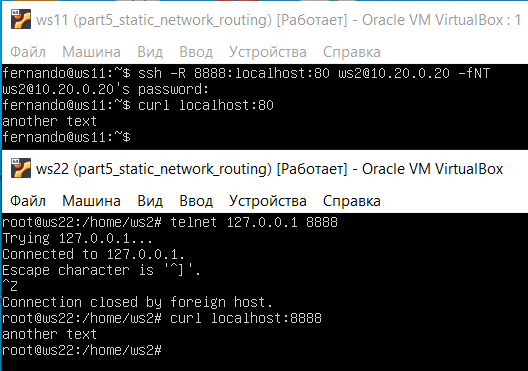 ws11 (part5_static_network_routing) [Работает] - Oracle VM VirtualBox : 1
Файл Машина Вид Ввод Устройства Справка
fernando@ws11:~$ ssh -R 8888:localhost:80 ws2@10.20.0.20 -fNT
ws2@10.20.0.20's password:
fernando@ws11:~$ curl localhost:80
another text
fernando@ws11:~$
ws22 (part5_static_network_routing) [Работает] - Oracle VM VirtualBox
Файл Машина Вид Ввод Устройства Справка
root@ws22:/home/ws2# telnet 127.0.0.1 8888
Trying 127.0.0.1...
Connected to 127.0.0.1.
Escape character is '^]'.
^Z
Connection closed by foreign host.
root@ws22:/home/ws2# curl localhost:8888
another text
root@ws22:/home/ws2#